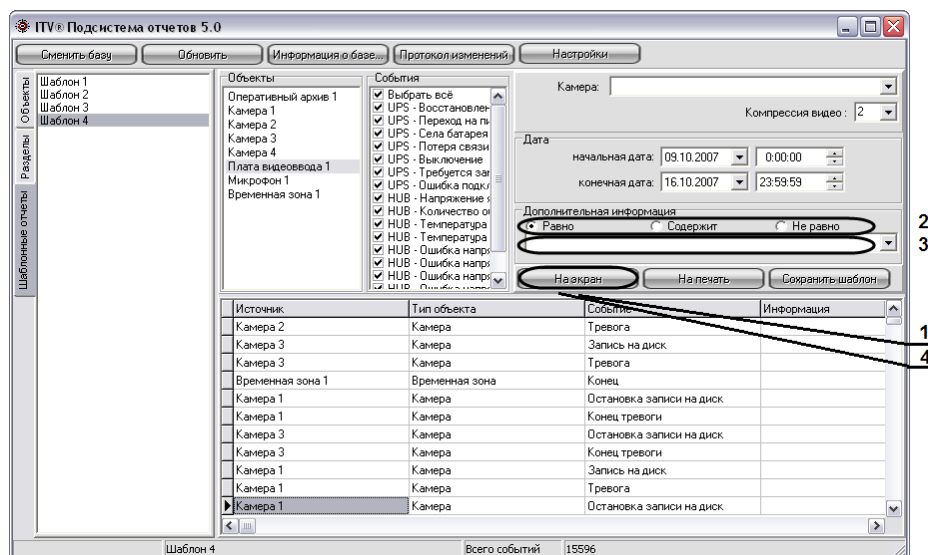 ITV® Подсистема отчетов 5.0
Сменить базу Обновить Информация о базе... Протокол изменений Настройки
Объекты
Разделы
Шаблонные отчеты
Шаблон 1
Шаблон 2
Шаблон 3
Шаблон 4
Объекты
Оперативный архив 1
Камера 1
Камера 2
Камера 3
Камера 4
Плата видеоввода 1
Микрофон 1
Временная зона 1
События
Выбрать всё
UPS - Восстановлен
UPS - Переход на пи
UPS - Села батарея
UPS - Потеря связи
UPS - Выключение
UPS - Требуется зам
UPS - Ошибка подкл
HUB - Напряжение
HUB - Количество
HUB - Температура
HUB - Температура
HUB - Ошибка напр
HUB - Ошибка напр
HUB - Ошибка напр
Камера:
Компрессия видео : 2
Дата
начальная дата: 09.10.2007 0:00:00
конечная дата: 16.10.2007 23:59:59
Дополнительная информация
Равно Содержит Не равно 2
3
На экран На печать Сохранить шаблон
1
4
Источник Тип объекта Событие Информация
Камера 2 Камера Тревога
Камера 3 Камера Запись на диск
Камера 3 Камера Тревога
Временная зона 1 Временная зона Конец
Камера 1 Камера Остановка записи на диск
Камера 1 Камера Конец тревоги
Камера 3 Камера Остановка записи на диск
Камера 3 Камера Конец тревоги
Камера 1 Камера Запись на диск
Камера 1 Камера Тревога
Камера 1 Камера Остановка записи на диск
Шаблон 4 Всего событий 15596